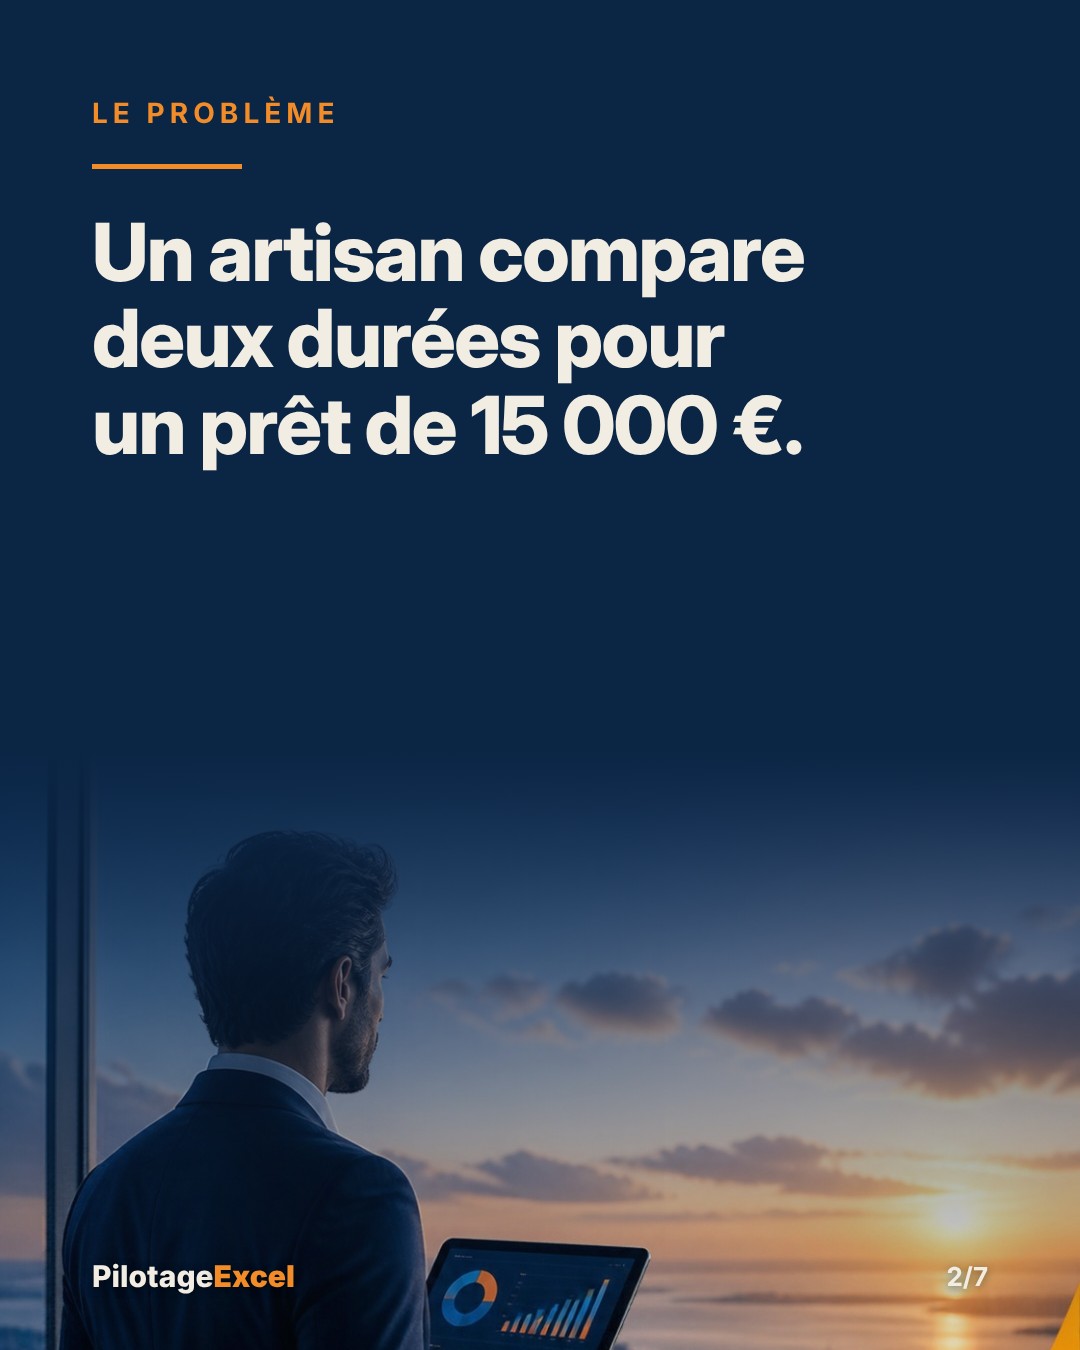 LE PROBLÈME
Un artisan compare
deux durées pour
un prêt de 15 000 €.
PilotageExcel
2/7